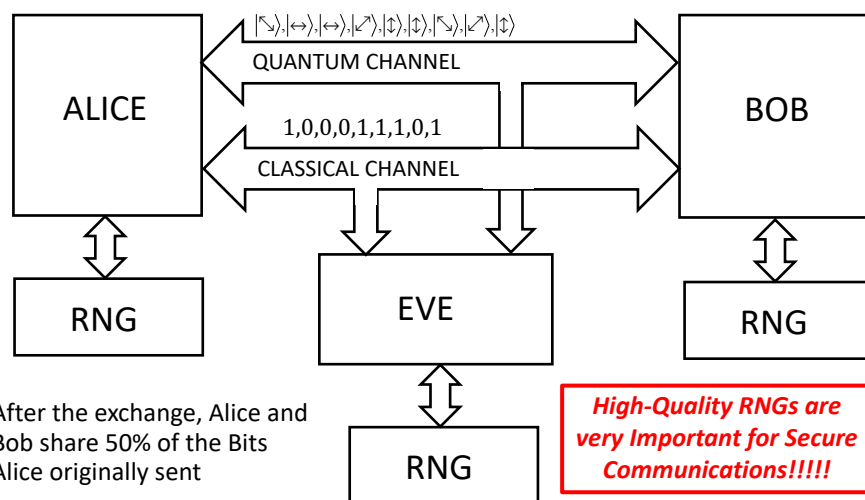 |⤡⟩,|↔⟩,|↔⟩,|⤢⟩,|↕⟩,|↕⟩,|⤡⟩,|⤢⟩,|↕⟩
QUANTUM CHANNEL
ALICE
BOB
1,0,0,0,1,1,1,0,1
CLASSICAL CHANNEL
RNG
EVE
RNG
After the exchange, Alice and
Bob share 50% of the Bits
Alice originally sent
High-Quality RNGs are
very Important for Secure
Communications!!!!!
RNG